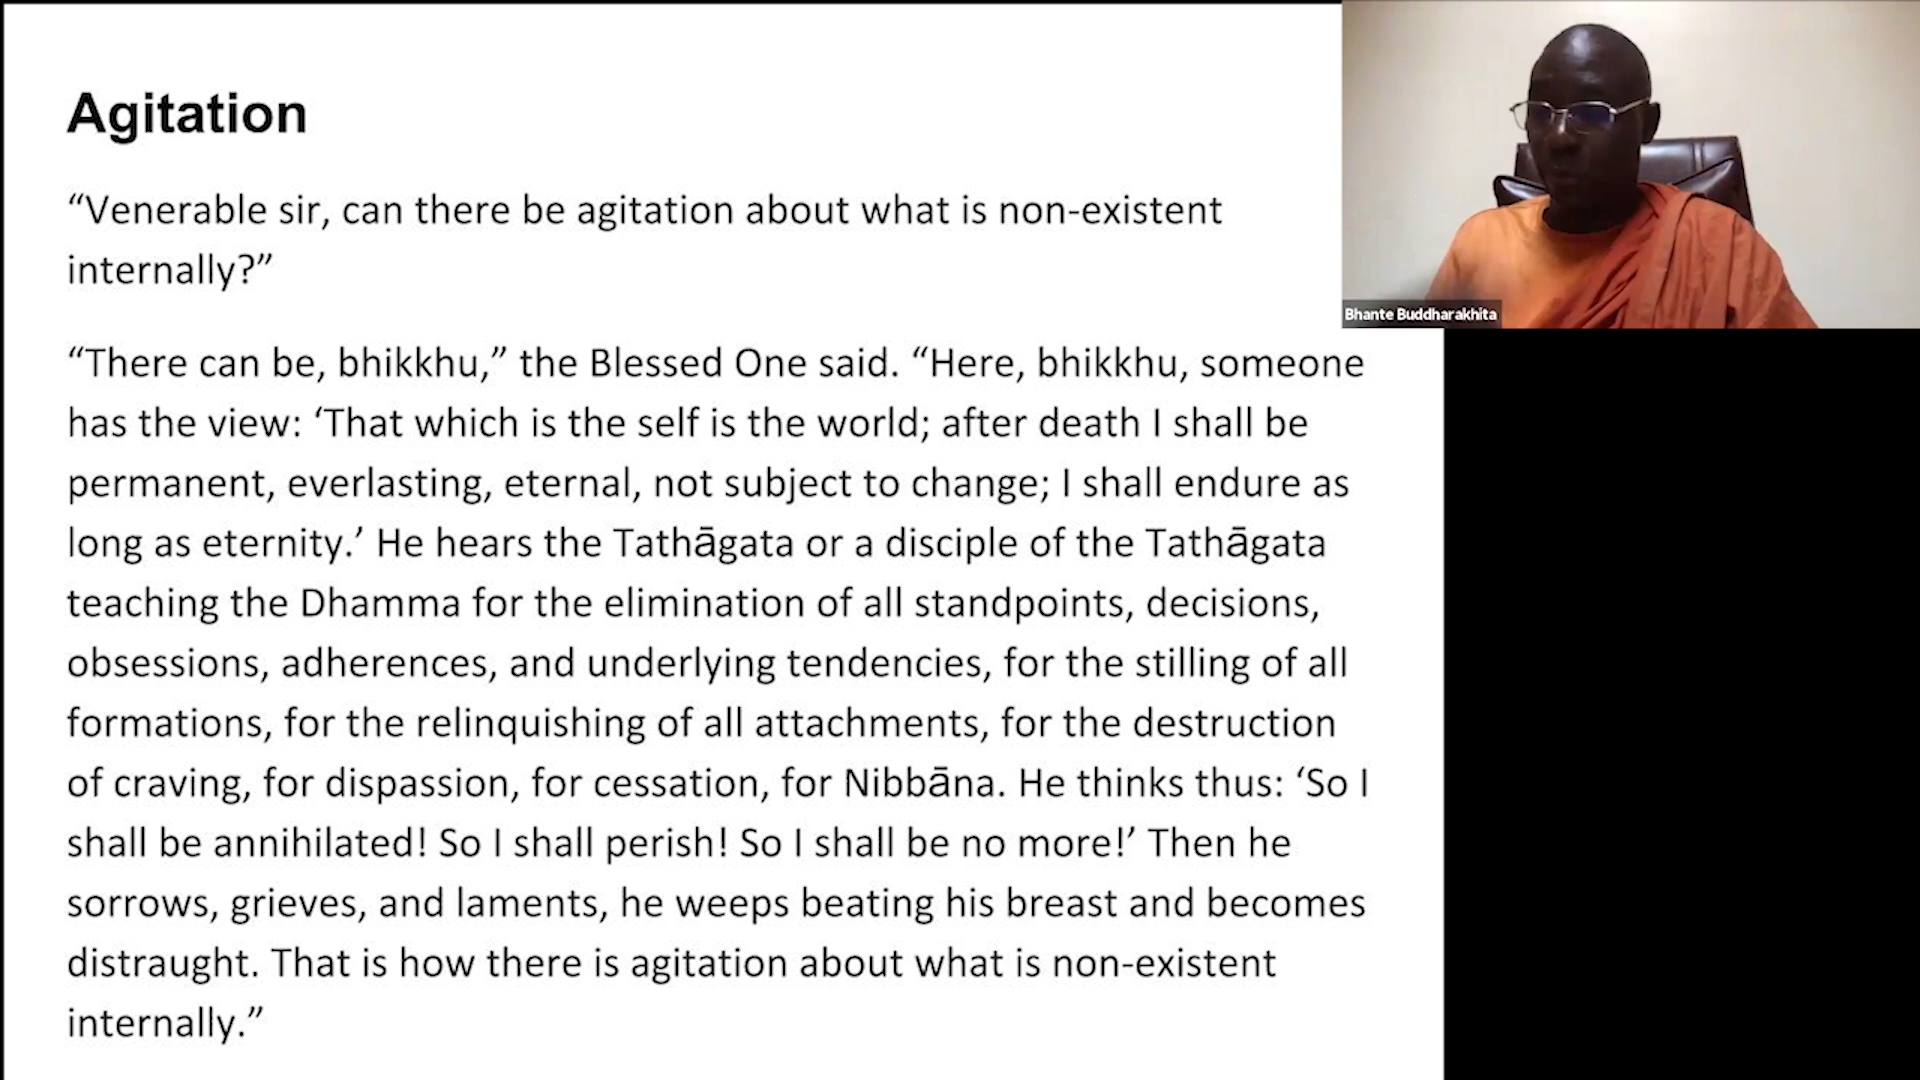 Agitation
“Venerable sir, can there be agitation about what is non-existent
internally?”
“There can be, bhikkhu,” the Blessed One said. “Here, bhikkhu, someone
has the view: ‘That which is the self is the world; after death I shall be
permanent, everlasting, eternal, not subject to change; I shall endure as
long as eternity.’ He hears the Tathāgata or a disciple of the Tathāgata
teaching the Dhamma for the elimination of all standpoints, decisions,
obsessions, adherences, and underlying tendencies, for the stilling of all
formations, for the relinquishing of all attachments, for the destruction
of craving, for dispassion, for cessation, for Nibbāna. He thinks thus: ‘So I
shall be annihilated! So I shall perish! So I shall be no more!’ Then he
sorrows, grieves, and laments, he weeps beating his breast and becomes
distraught. That is how there is agitation about what is non-existent
internally.”
Bhante Buddharakhita